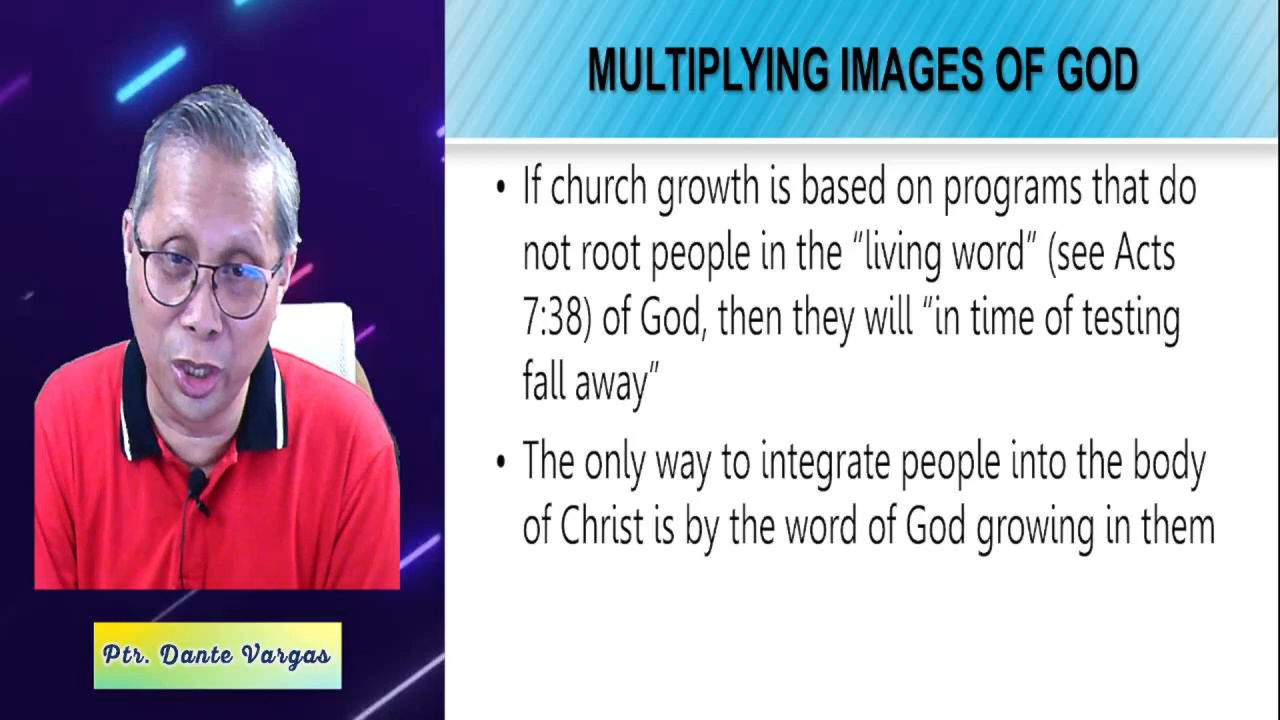 MULTIPLYING IMAGES OF GOD
• If church growth is based on programs that do
not root people in the “living word” (see Acts
7:38) of God, then they will “in time of testing
fall away”
• The only way to integrate people into the body
of Christ is by the word of God growing in them
Ptr. Dante Vargas